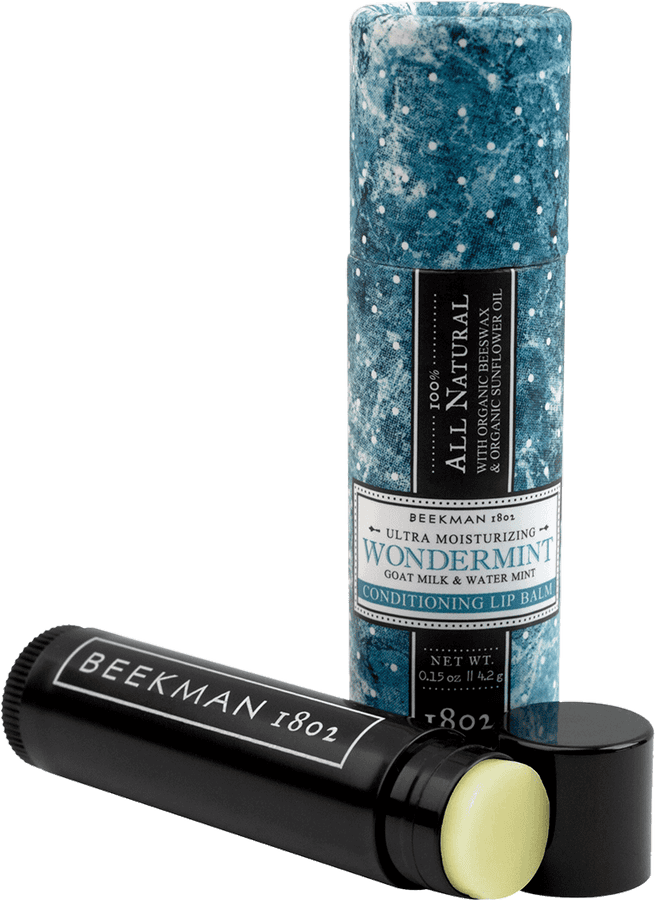 100%
ALL NATURAL
WITH ORGANIC BEESWAX
& ORGANIC SUNFLOWER OIL
BEEKMAN 1802
ULTRA MOISTURIZING
WONDERMINT
GOAT MILK & WATER MINT
CONDITIONING LIP BALM
NET WT.
0.15 oz || 4.2 g
1802
BEEKMAN 1802